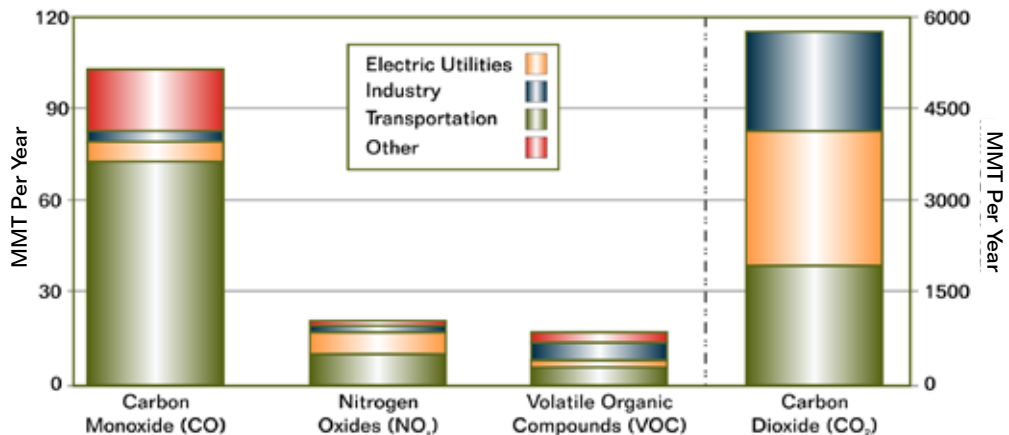 120
90
60
30
0
MMT Per Year
Electric Utilities
Industry
Transportation
Other
6000
4500
3000
1500
0
MMT Per Year
Carbon
Monoxide (CO)
Nitrogen
Oxides (NOₓ)
Volatile Organic
Compounds (VOC)
Carbon
Dioxide (CO₂)